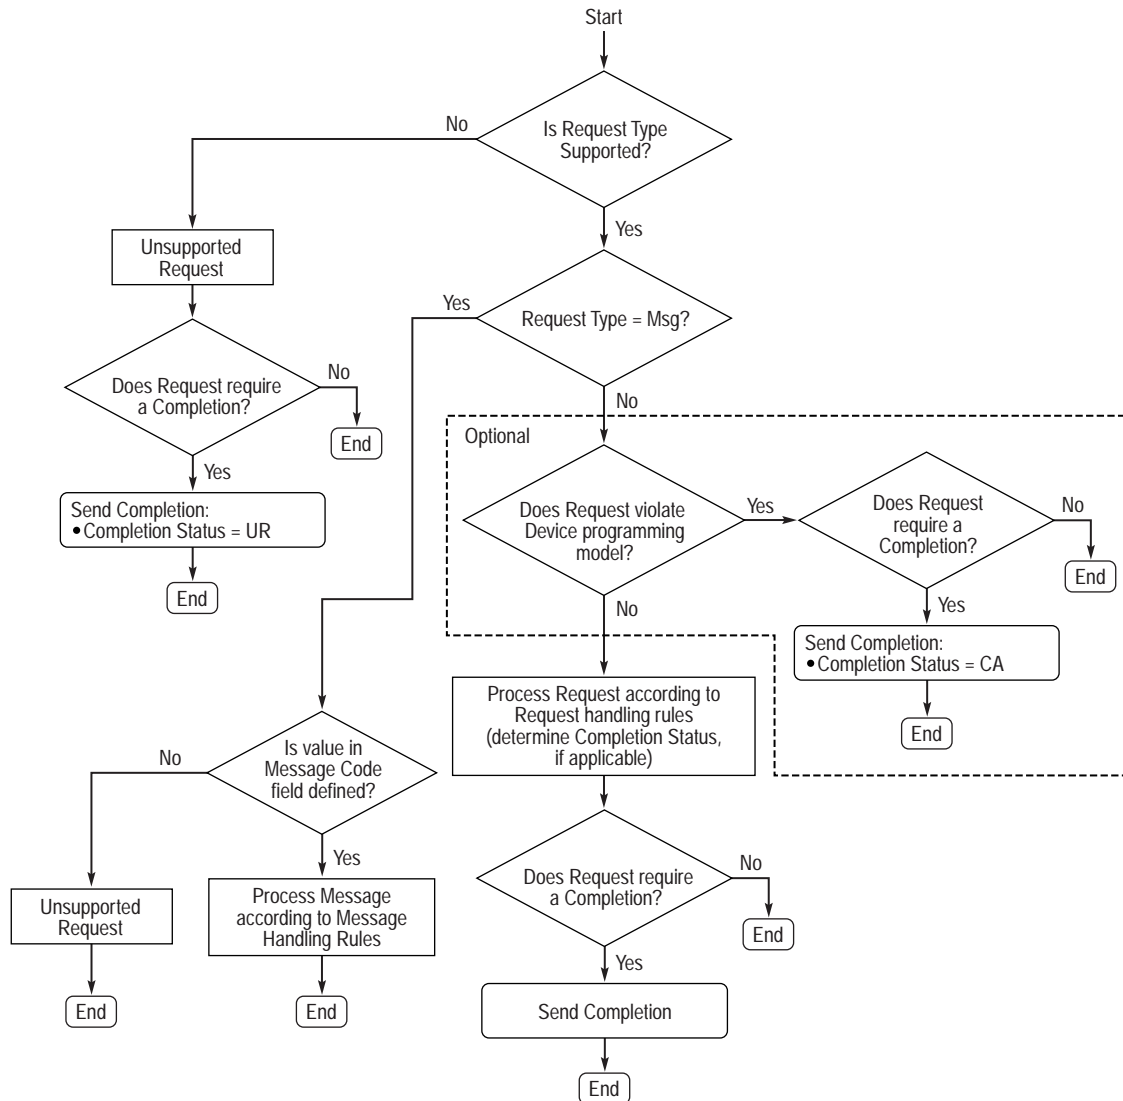 Start
Is Request Type
Supported?
No
Yes
Unsupported
Request
Request Type = Msg?
Yes
No
Does Request require
a Completion?
No
End
Yes
Send Completion:
• Completion Status = UR
End
Optional
Does Request violate
Device programming
model?
Yes
No
Does Request
require a
Completion?
No
End
Yes
Send Completion:
• Completion Status = CA
End
Process Request according to
Request handling rules
(determine Completion Status,
if applicable)
Is value in
Message Code
field defined?
No
Yes
Unsupported
Request
End
Process Message
according to Message
Handling Rules
End
Does Request require
a Completion?
No
End
Yes
Send Completion
End